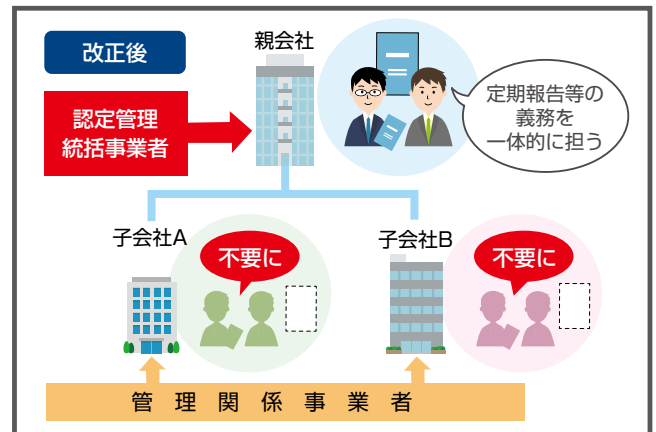 改正後
親会社
認定管理
統括事業者
定期報告等の
義務を
一体的に担う
子会社A
不要に
子会社B
不要に
管理関係事業者